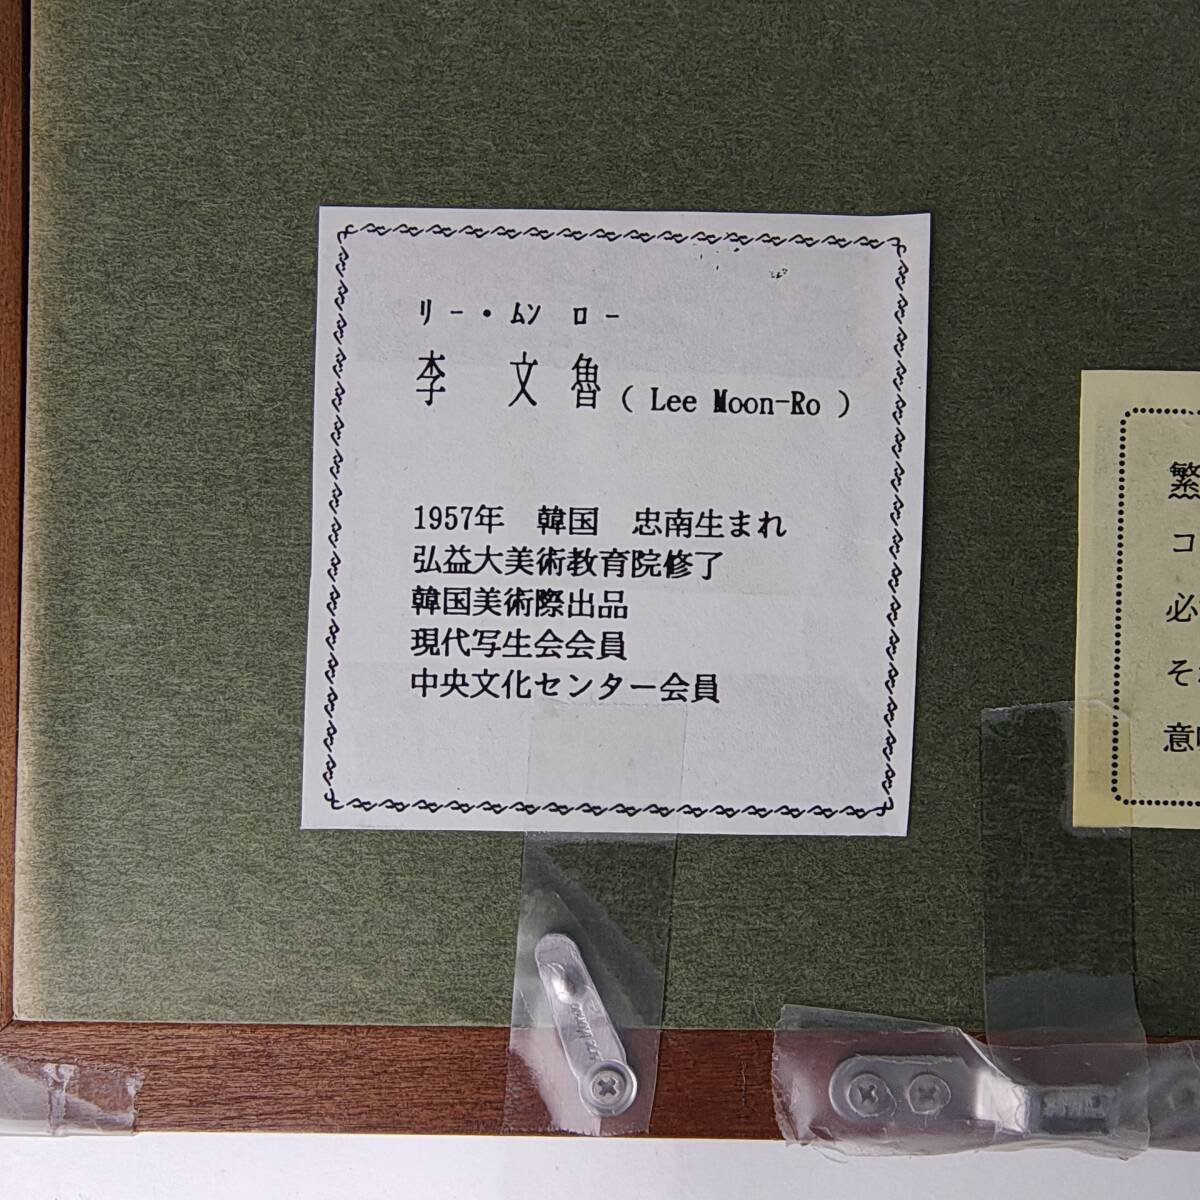 リー・ムン ロー
李 文 魯 ( Lee Moon-Ro )
1957年 韓国 忠南生まれ
弘益大美術教育院修了
韓国美術際出品
現代写生会会員
中央文化センター会員
繁
コ
必
そ
意